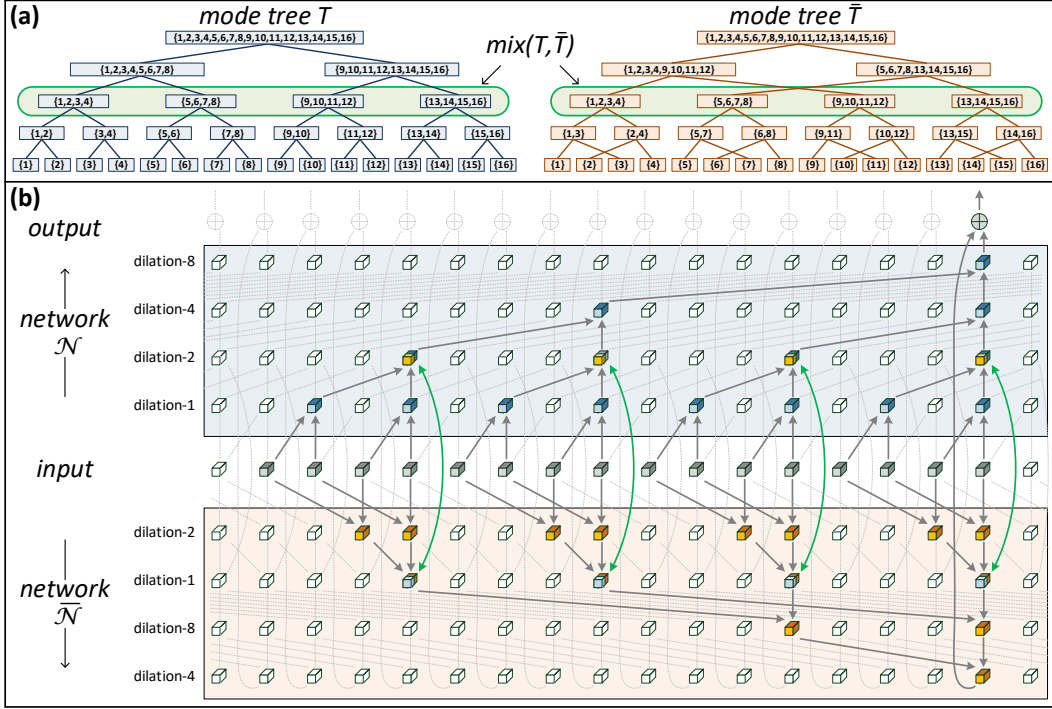 (a) mode tree T mode tree T̄
mix(T,T̄)
{1,2,3,4,5,6,7,8,9,10,11,12,13,14,15,16} {1,2,3,4,5,6,7,8,9,10,11,12,13,14,15,16}
{1,2,3,4,5,6,7,8} {9,10,11,12,13,14,15,16} {1,2,3,4,9,10,11,12} {5,6,7,8,13,14,15,16}
{1,2,3,4} {5,6,7,8} {9,10,11,12} {13,14,15,16} {1,2,3,4} {5,6,7,8} {9,10,11,12} {13,14,15,16}
{1,2} {3,4} {5,6} {7,8} {9,10} {11,12} {13,14} {15,16} {1,3} {2,4} {5,7} {6,8} {9,11} {10,12} {13,15} {14,16}
{1} {2} {3} {4} {5} {6} {7} {8} {9} {10} {11} {12} {13} {14} {15} {16} {1} {2} {3} {4} {5} {6} {7} {8} {9} {10} {11} {12} {13} {14} {15} {16}
(b)
output
dilation-8
dilation-4
network
𝒩
dilation-2
dilation-1
input
dilation-2
dilation-1
network
𝒩̄
dilation-8
dilation-4